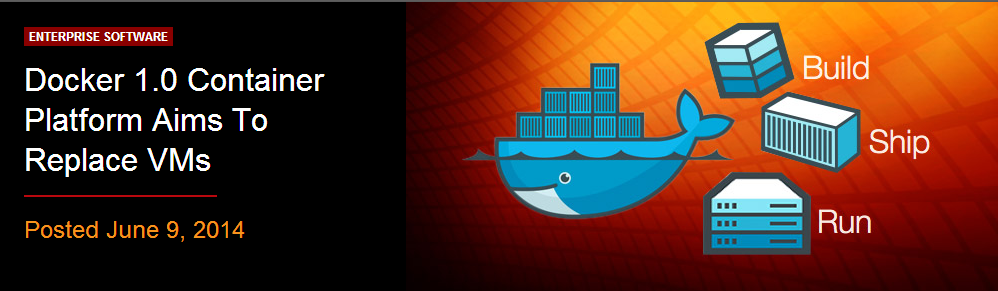 ENTERPRISE SOFTWARE
Docker 1.0 Container
Platform Aims To
Replace VMs
Posted June 9, 2014
Build
Ship
Run